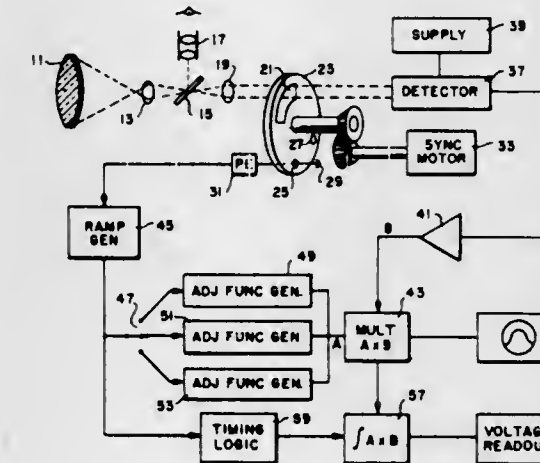 SUPPLY
39
11
17
21
23
19
37
DETECTOR
13
15
27
SYNC
MOTOR
33
PE
31
25
29
41
RAMP
GEN
45
B
49
ADJ FUNC GEN.
43
47
51
ADJ FUNC GEN
A
MULT
A x B
ADJ FUNC GEN.
53
59
57
TIMING
LOGIC
∫ A x B
VOLTAGE
READOUT